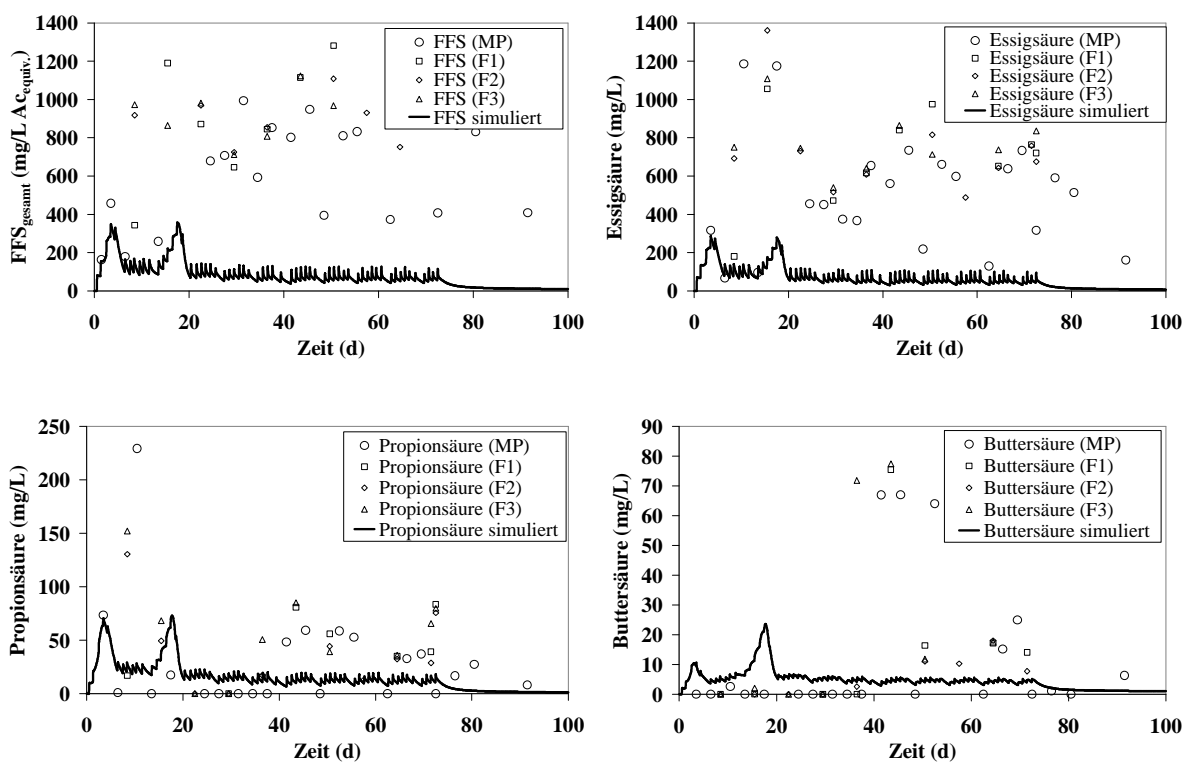 1400
1200
1000
800
600
400
200
0
FFSgesamt (mg/L Acequiv.)
FFS (MP)
FFS (F1)
FFS (F2)
FFS (F3)
FFS simuliert
0 20 40 60 80 100
Zeit (d)
1400
1200
1000
800
600
400
200
0
Essigsäure (mg/L)
Essigsäure (MP)
Essigsäure (F1)
Essigsäure (F2)
Essigsäure (F3)
Essigsäure simuliert
0 20 40 60 80 100
Zeit (d)
250
200
150
100
50
0
Propionsäure (mg/L)
Propionsäure (MP)
Propionsäure (F1)
Propionsäure (F2)
Propionsäure (F3)
Propionsäure simuliert
0 20 40 60 80 100
Zeit (d)
90
80
70
60
50
40
30
20
10
0
Buttersäure (mg/L)
Buttersäure (MP)
Buttersäure (F1)
Buttersäure (F2)
Buttersäure (F3)
Buttersäure simuliert
0 20 40 60 80 100
Zeit (d)